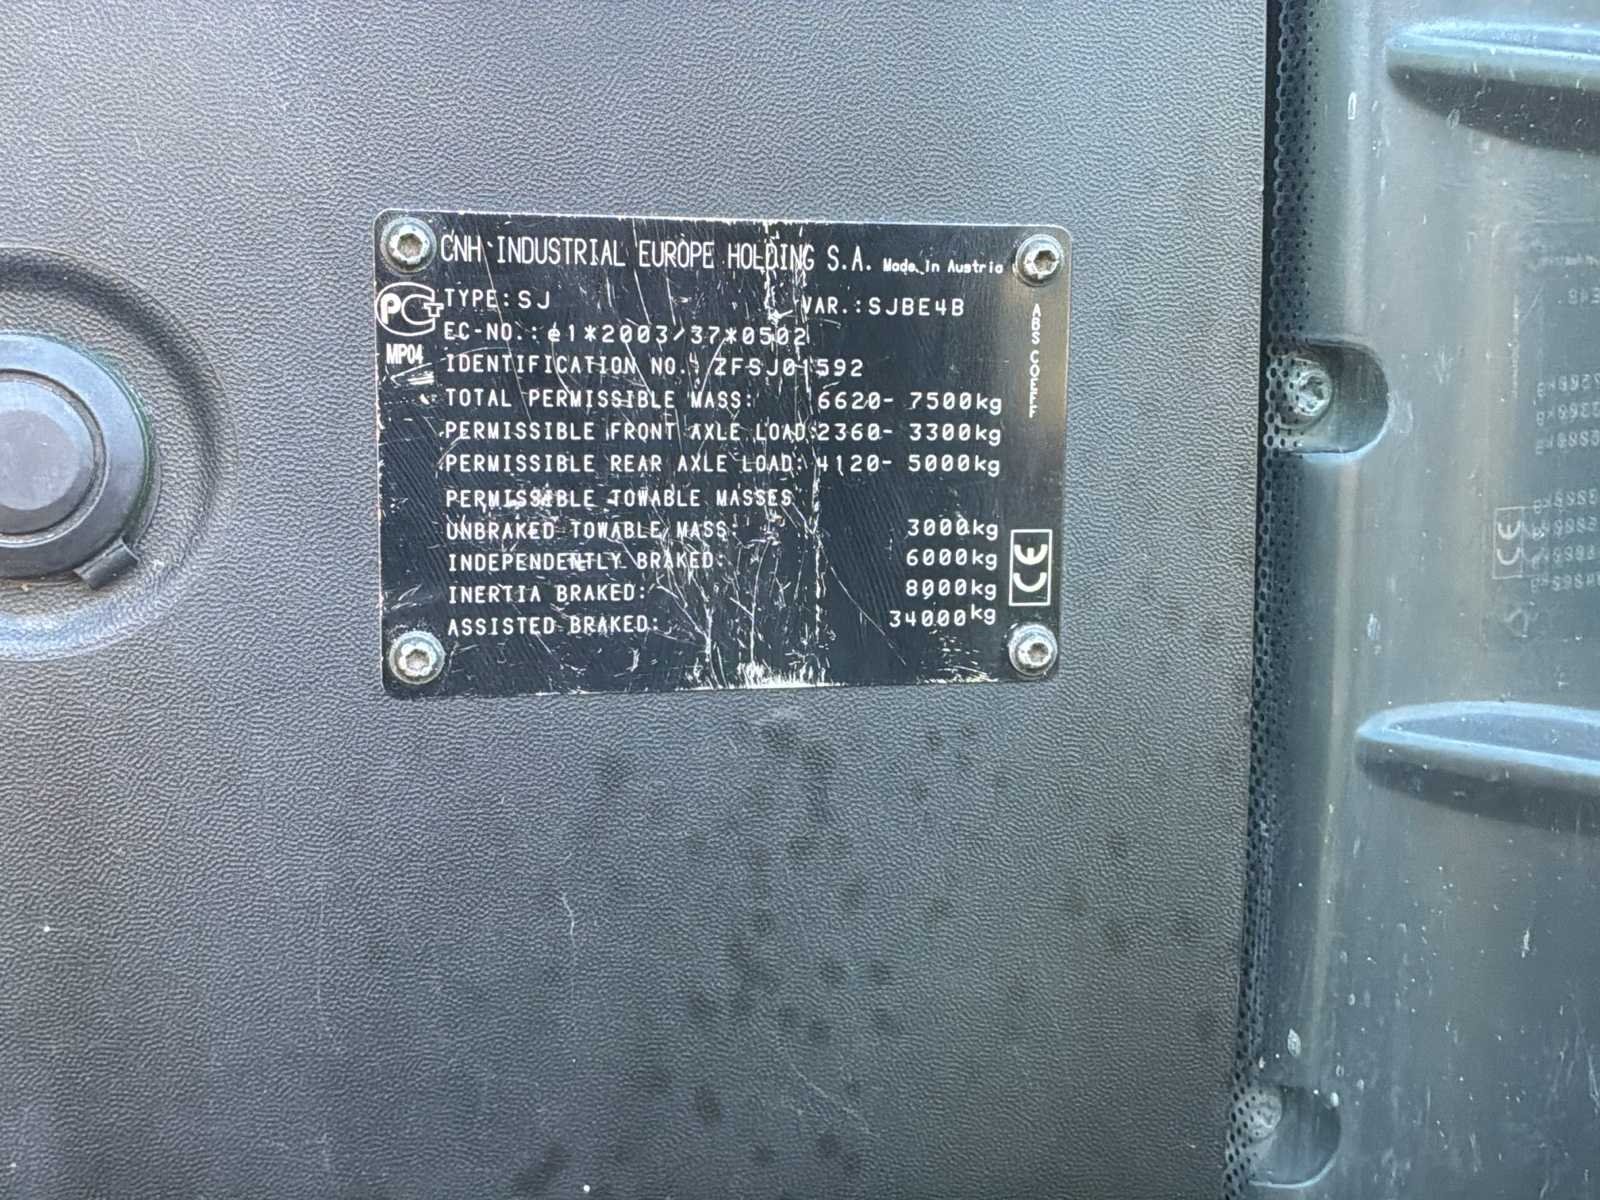 CNH INDUSTRIAL EUROPE HOLDING S.A. Made in Austria
TYPE: SJ VAR.: SJBE4B
EC-NO.: e1*2003/37*0502
MP04
IDENTIFICATION NO.: ZFSJ01592
TOTAL PERMISSIBLE MASS: 6620- 7500kg
PERMISSIBLE FRONT AXLE LOAD: 2360- 3300kg
PERMISSIBLE REAR AXLE LOAD: 4120- 5000kg
PERMISSIBLE TOWABLE MASSES
UNBRAKED TOWABLE MASS 3000kg
INDEPENDENTLY BRAKED: 6000kg
INERTIA BRAKED: 8000kg
ASSISTED BRAKED: 34000kg
ABS COEFF
CE